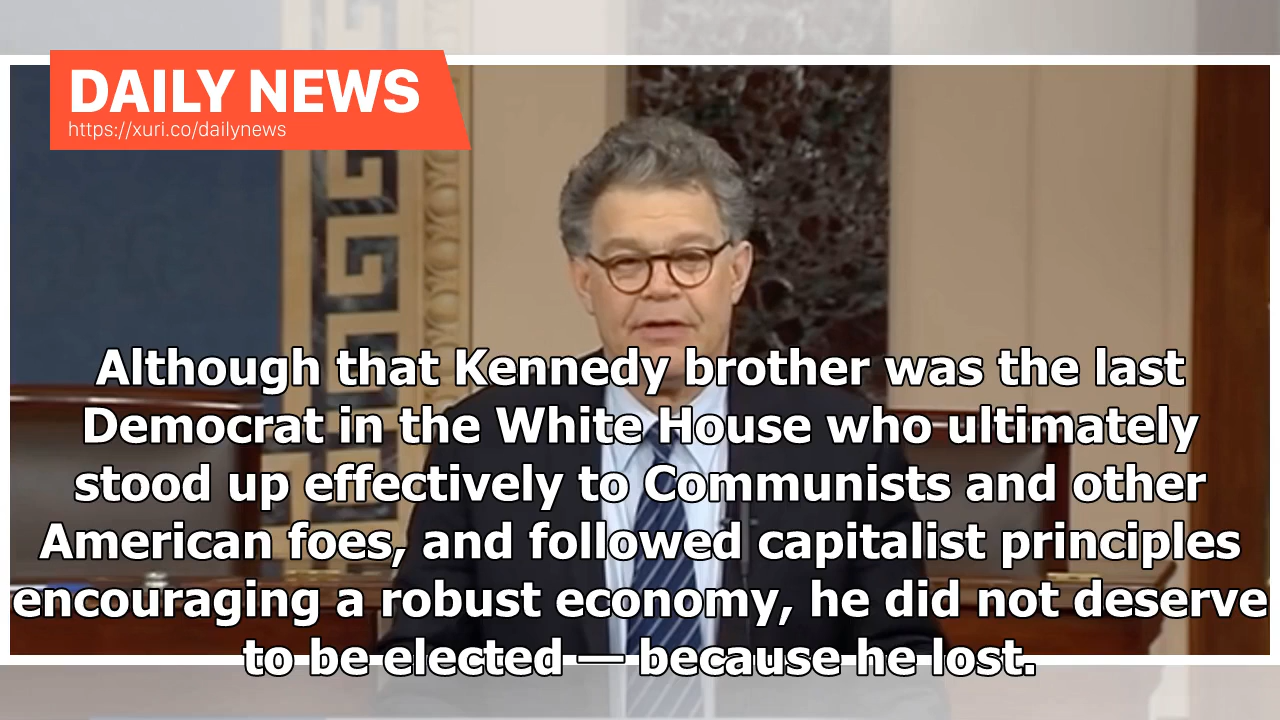 DAILY NEWS
https://xuri.co/dailynews
Although that Kennedy brother was the last
Democrat in the White House who ultimately
stood up effectively to Communists and other
American foes, and followed capitalist principles
encouraging a robust economy, he did not deserve
to be elected — because he lost.